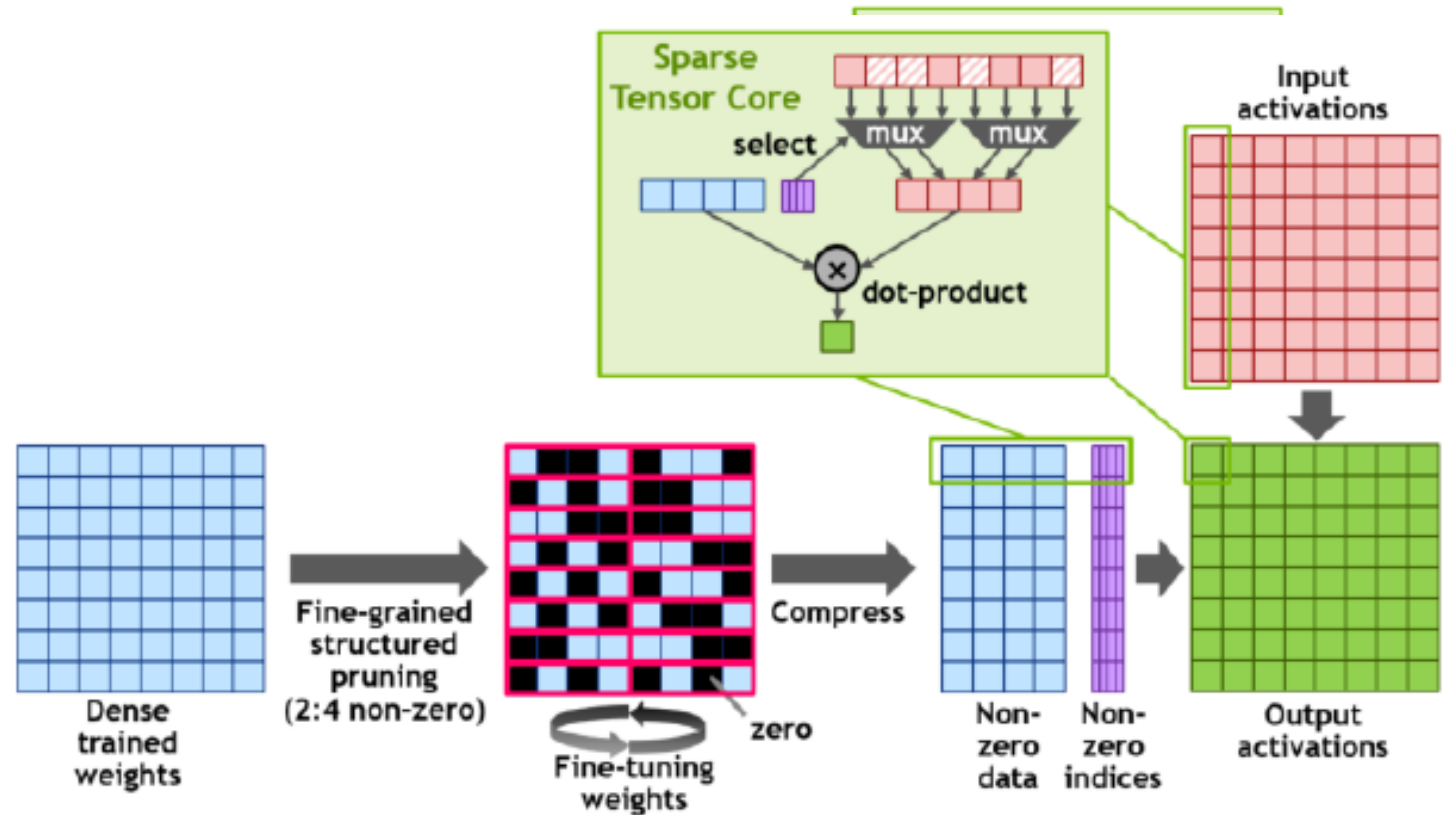 Sparse
Tensor Core
select
mux
mux
×
dot-product
Input
activations
Dense
trained
weights
Fine-grained
structured
pruning
(2:4 non-zero)
zero
Fine-tuning
weights
Compress
Non-
zero
data
Non-
zero
indices
Output
activations